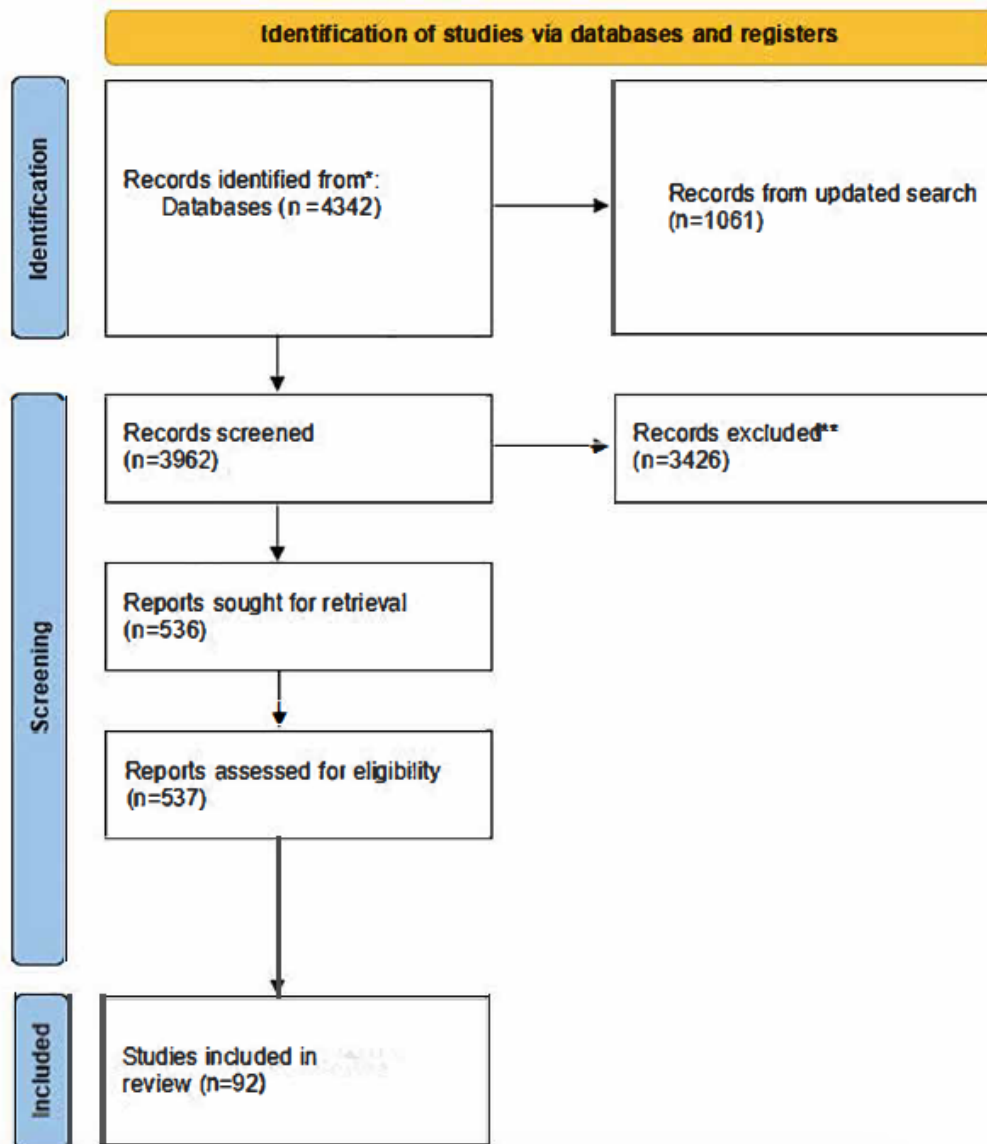 Identification of studies via databases and registers
Identification
Records identified from*:
Databases (n =4342)
Records from updated search
(n=1061)
Screening
Records screened
(n=3962)
Records excluded**
(n=3426)
Reports sought for retrieval
(n=536)
Reports assessed for eligibility
(n=537)
Included
Studies included in
review (n=92)